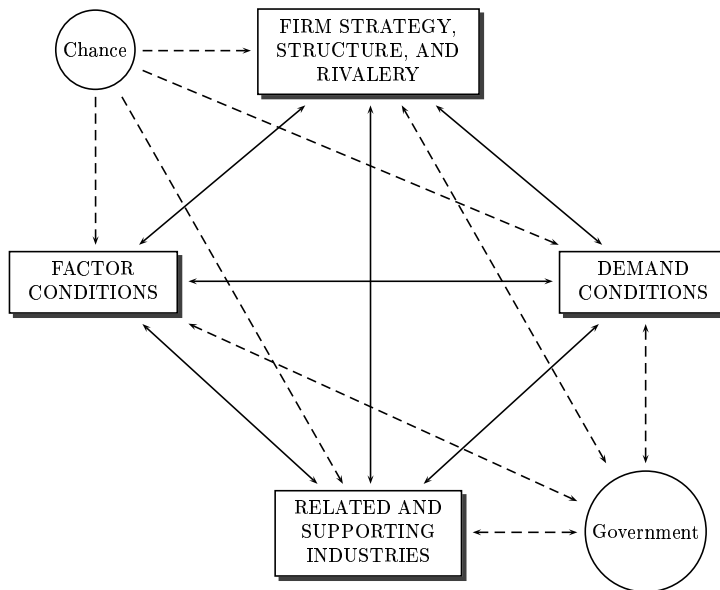 Chance
FIRM STRATEGY,
STRUCTURE, AND
RIVALERY
FACTOR
CONDITIONS
DEMAND
CONDITIONS
RELATED AND
SUPPORTING
INDUSTRIES
Government